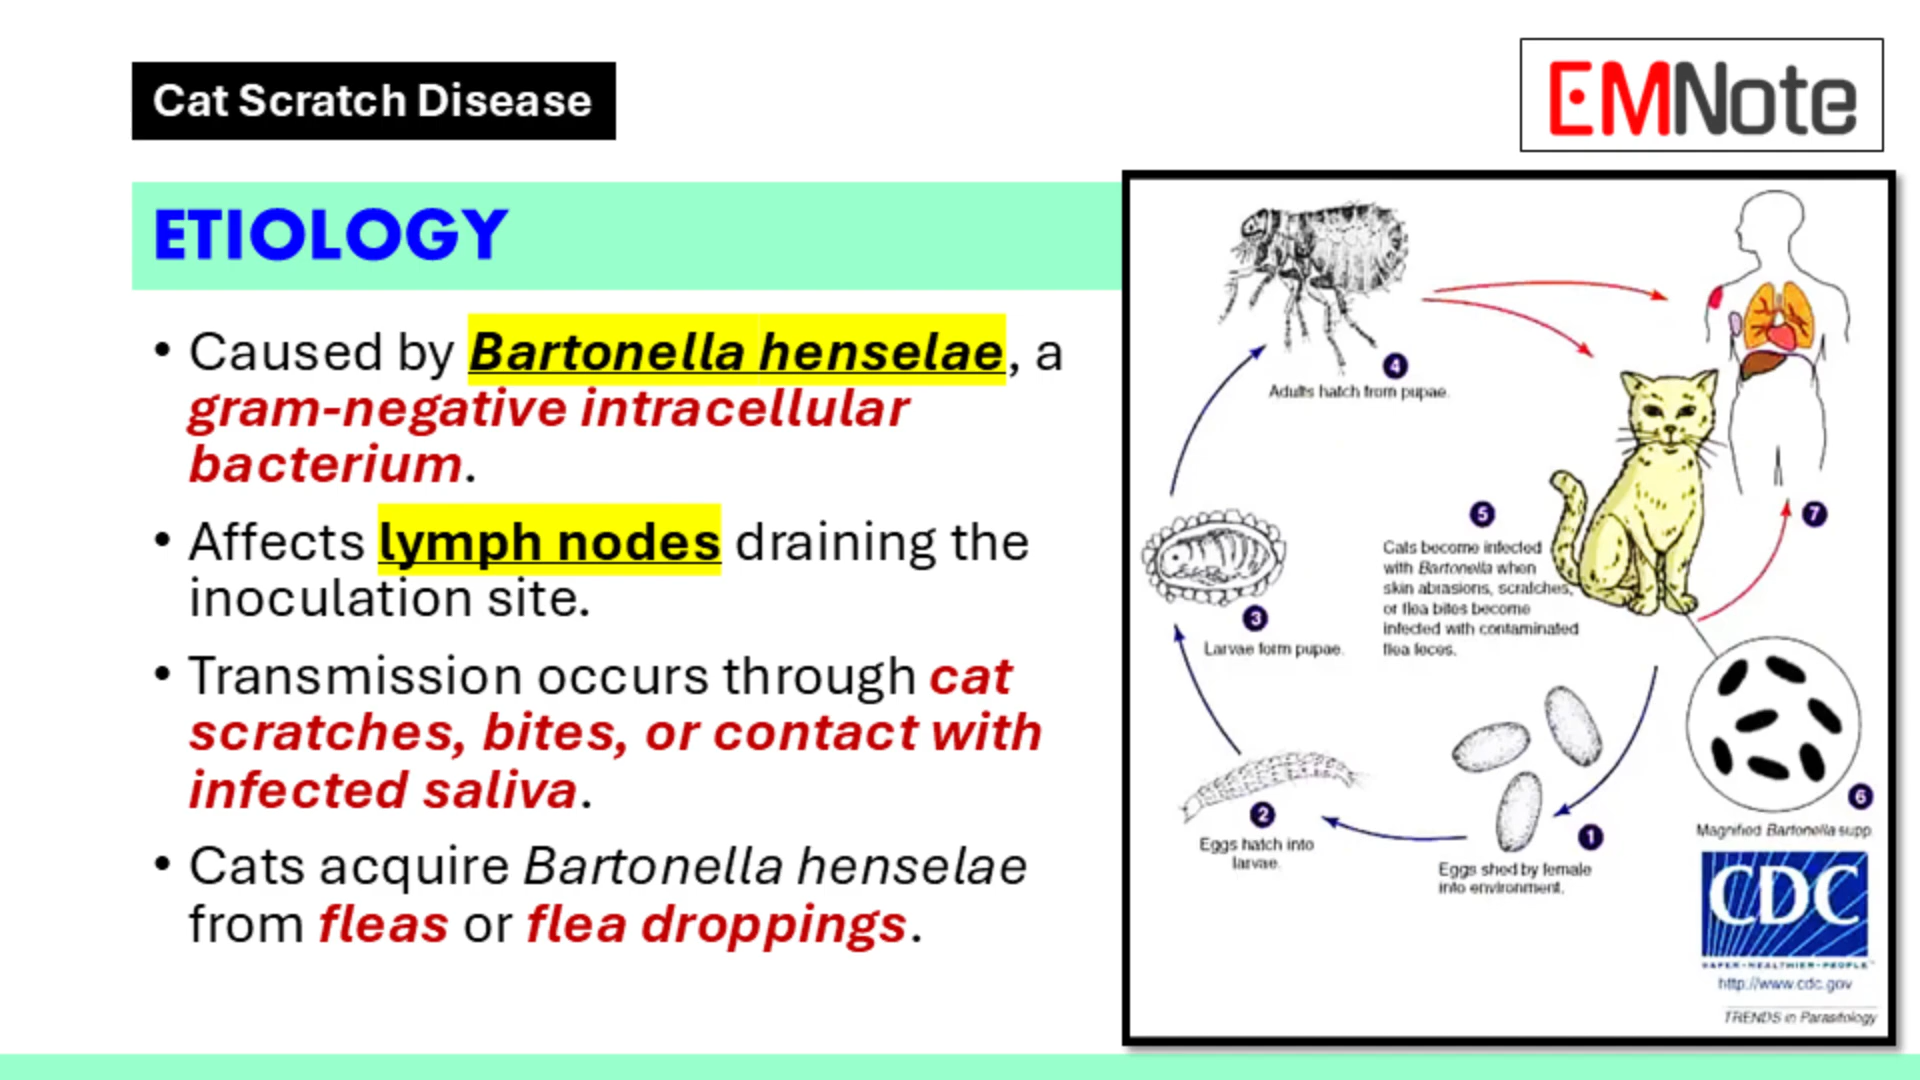 Cat Scratch Disease
EMNote
ETIOLOGY
• Caused by Bartonella henselae, a
gram-negative intracellular
bacterium.
• Affects lymph nodes draining the
inoculation site.
• Transmission occurs through cat
scratches, bites, or contact with
infected saliva.
• Cats acquire Bartonella henselae
from fleas or flea droppings.
4
Adults hatch from pupae.
5
Cats become infected
with Bartonella when
skin abrasions, scratches,
or flea bites become
infected with contaminated
flea feces.
7
3
Larvae form pupae.
2
Eggs hatch into
larvae.
1
Eggs shed by female
into environment.
6
Magnified Bartonella supp.
CDC
SAFER•HEALTHIER•PEOPLE™
http://www.cdc.gov
TRENDS in Parasitology